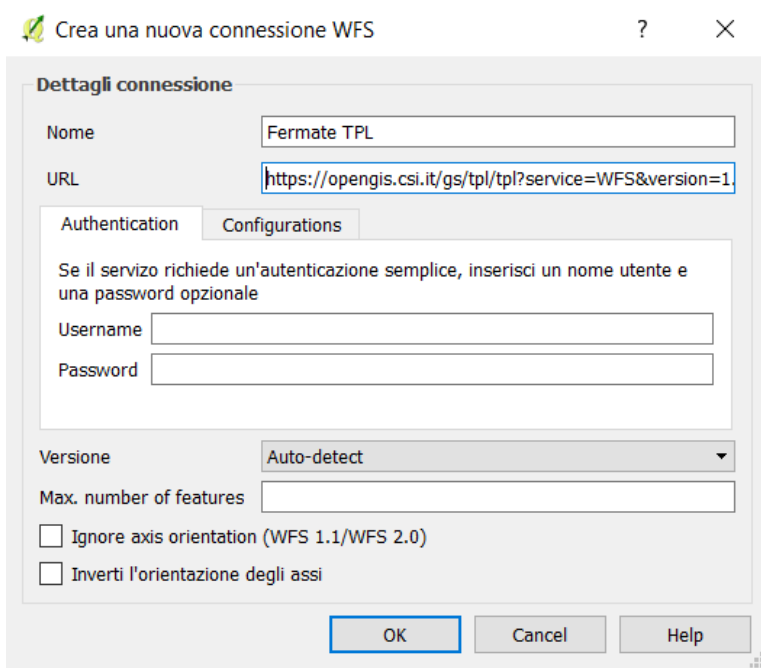 Crea una nuova connessione WFS ? ×
Dettagli connessione
Nome Fermate TPL
URL https://opengis.csi.it/gs/tpl/tpl?service=WFS&version=1.
Authentication Configurations
Se il servizo richiede un'autenticazione semplice, inserisci un nome utente e
una password opzionale
Username
Password
Versione Auto-detect
Max. number of features
Ignore axis orientation (WFS 1.1/WFS 2.0)
Inverti l'orientazione degli assi
OK Cancel Help